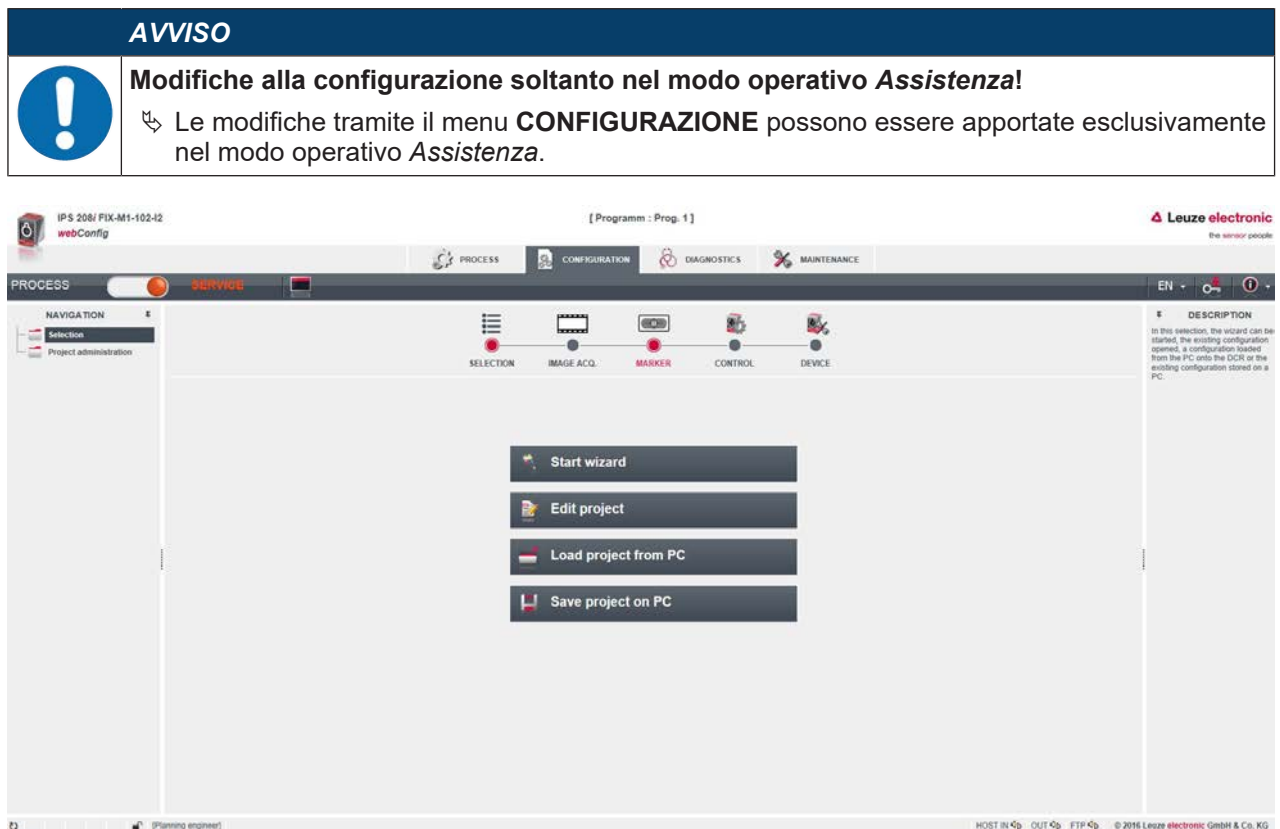 AVVISO
Modifiche alla configurazione soltanto nel modo operativo Assistenza!
Le modifiche tramite il menu CONFIGURAZIONE possono essere apportate esclusivamente
nel modo operativo Assistenza.
IPS 208/ FIX-M1-102-I2
webConfig
[ Programm : Prog. 1 ]
Leuze electronic
the sensor people
PROCESS
CONFIGURATION
DIAGNOSTICS
MAINTENANCE
PROCESS
SERVICE
EN
NAVIGATION
Selection
Project administration
SELECTION
IMAGE ACQ.
MARKER
CONTROL
DEVICE
DESCRIPTION
In this selection, the wizard can be
started, the existing configuration
opened, a configuration loaded
from the PC onto the DCR or the
existing configuration stored on a
PC.
Start wizard
Edit project
Load project from PC
Save project on PC
[Planning engineer]
HOST IN OUT FTP © 2016 Leuze electronic GmbH & Co. KG